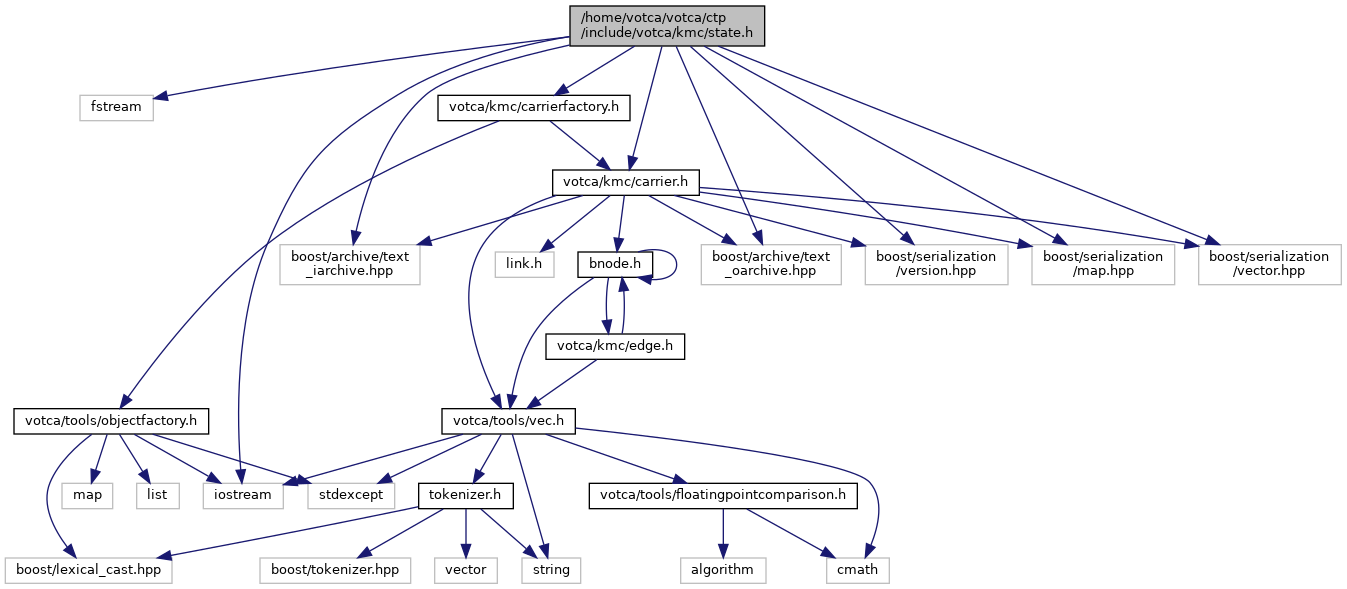 /home/votca/votca/ctp
/include/votca/kmc/state.h
fstream
votca/kmc/carrierfactory.h
votca/kmc/carrier.h
boost/archive/text
_iarchive.hpp
link.h
bnode.h
boost/archive/text
_oarchive.hpp
boost/serialization
/version.hpp
boost/serialization
/map.hpp
boost/serialization
/vector.hpp
votca/kmc/edge.h
votca/tools/objectfactory.h
votca/tools/vec.h
map
list
iostream
stdexcept
tokenizer.h
votca/tools/floatingpointcomparison.h
boost/lexical_cast.hpp
boost/tokenizer.hpp
vector
string
algorithm
cmath